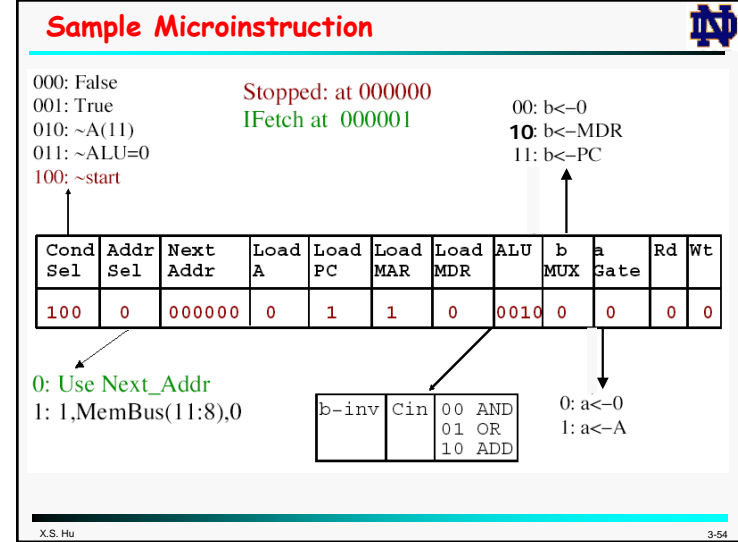 Sample Microinstruction
000: False
001: True
010: ~A(11)
011: ~ALU=0
100: ~start
Stopped: at 000000
IFetch at 000001
00: b<−0
10: b<−MDR
11: b<−PC
Cond Addr Next Load Load Load Load ALU b a Rd Wt
Sel Sel Addr A PC MAR MDR MUX Gate
100 0 000000 0 1 1 0 0010 0 0 0 0
0: Use Next_Addr
1: 1,MemBus(11:8),0
b-inv Cin 00 AND
01 OR
10 ADD
0: a<−0
1: a<−A
X.S. Hu
3-54